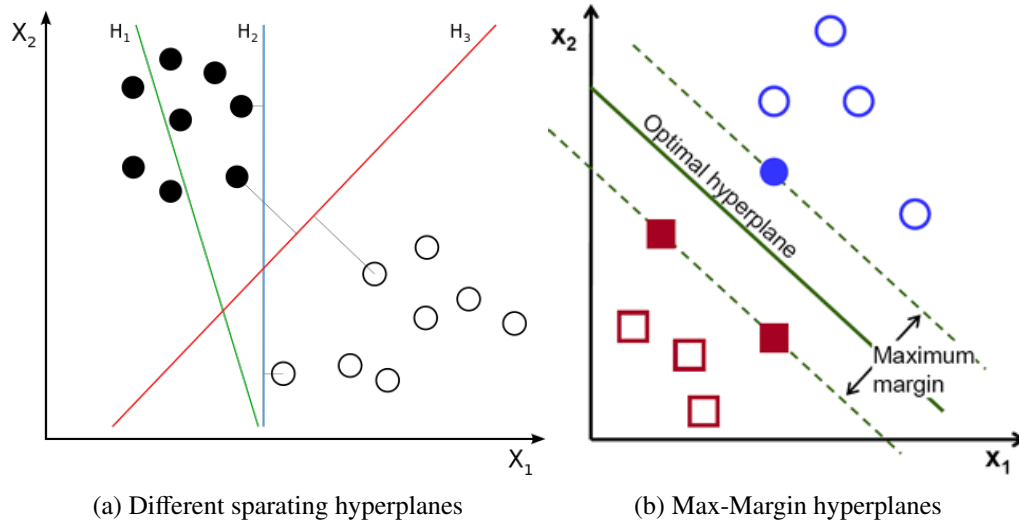 X₂
H₁
H₂
H₃
X₁
(a) Different sparating hyperplanes
x₂
Optimal hyperplane
Maximum
margin
x₁
(b) Max-Margin hyperplanes